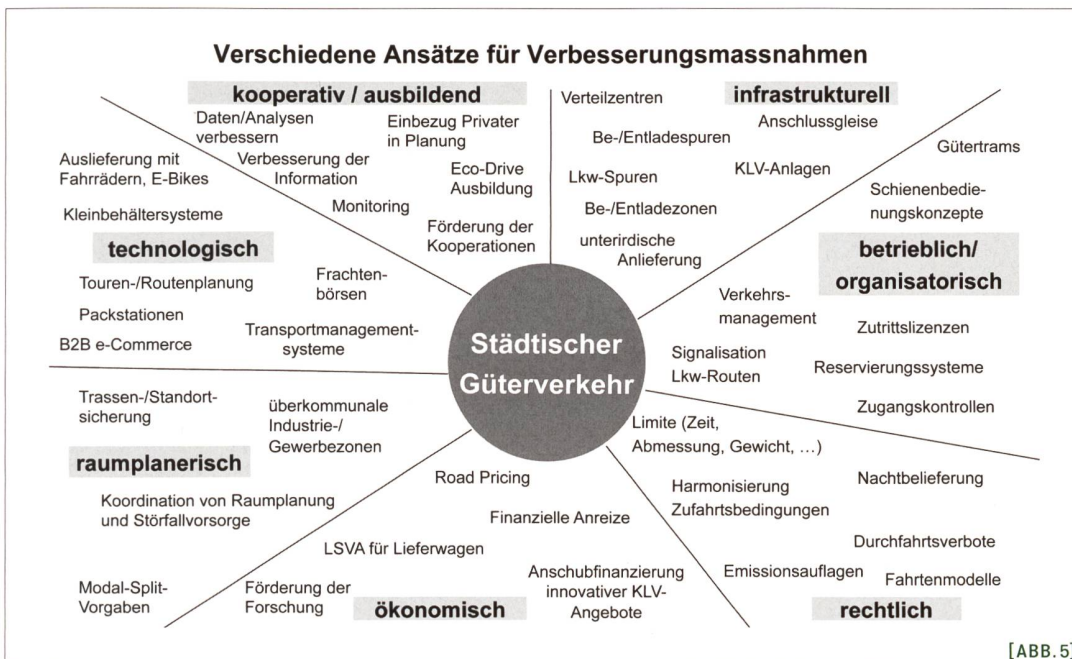 Verschiedene Ansätze für Verbesserungsmassnahmen
kooperativ / ausbildend
Daten/Analysen
verbessern
Einbezug Privater
in Planung
Verbesserung der
Information
Eco-Drive
Ausbildung
Monitoring
Förderung der
Kooperationen
infrastrukturell
Verteilzentren
Anschlussgleise
Be-/Entladespuren
KLV-Anlagen
Lkw-Spuren
Be-/Entladezonen
unterirdische
Anlieferung
Gütertrams
Schienenbedie-
nungskonzepte
betrieblich/
organisatorisch
Verkehrs-
management
Zutrittslizenzen
Signalisation
Lkw-Routen
Reservierungssysteme
Zugangskontrollen
Limite (Zeit,
Abmessung, Gewicht, …)
Nachtbelieferung
Harmonisierung
Zufahrtsbedingungen
Durchfahrtsverbote
Emissionsauflagen
Fahrtenmodelle
rechtlich
Road Pricing
Finanzielle Anreize
LSVA für Lieferwagen
Anschubfinanzierung
innovativer KLV-
Angebote
Förderung der
Forschung
ökonomisch
Trassen-/Standort-
sicherung
überkommunale
Industrie-/
Gewerbezonen
raumplanerisch
Koordination von Raumplanung
und Störfallvorsorge
Modal-Split-
Vorgaben
Auslieferung mit
Fahrrädern, E-Bikes
Kleinbehältersysteme
technologisch
Touren-/Routenplanung
Frachten-
börsen
Packstationen
Transportmanagement-
systeme
B2B e-Commerce
Städtischer
Güterverkehr
[ABB.5]